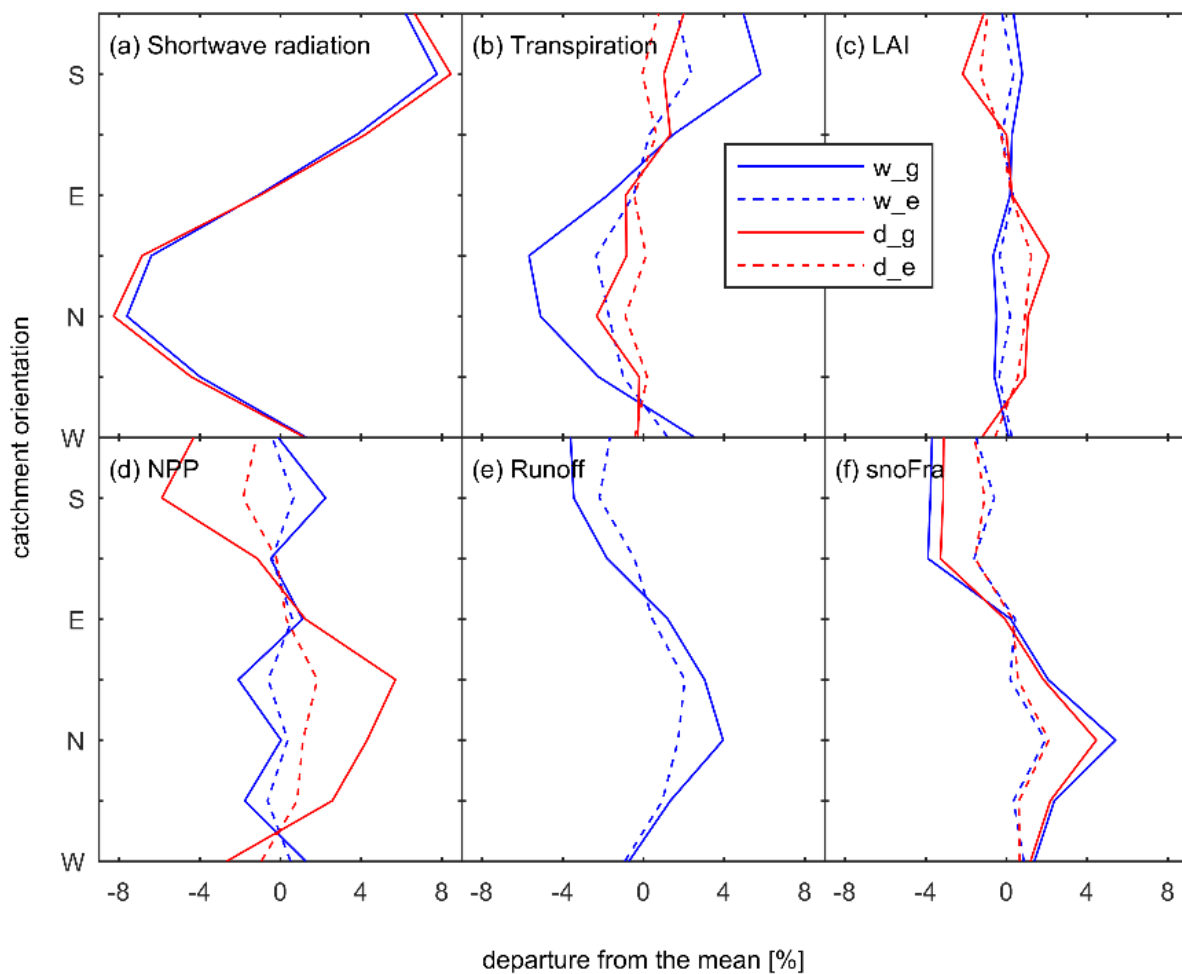 (a) Shortwave radiation
(b) Transpiration
(c) LAI
S
E
N
W
w_g
w_e
d_g
d_e
(d) NPP
(e) Runoff
(f) snoFra
S
E
N
W
-8 -4 0 4 8
-8 -4 0 4 8
-8 -4 0 4 8
catchment orientation
departure from the mean [%]